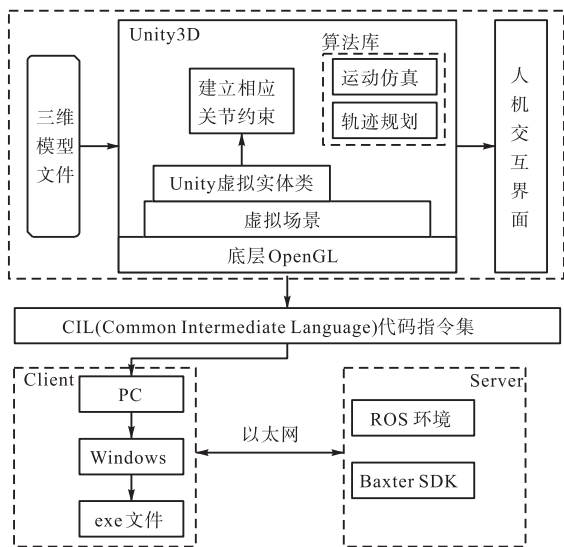 Unity3D
算法库
运动仿真
轨迹规划
建立相应
关节约束
三维
模型
文件
Unity虚拟实体类
虚拟场景
底层OpenGL
人
机
交
互
界
面
CIL(Common Intermediate Language)代码指令集
Client
PC
Windows
exe文件
以太网
Server
ROS 环境
Baxter SDK